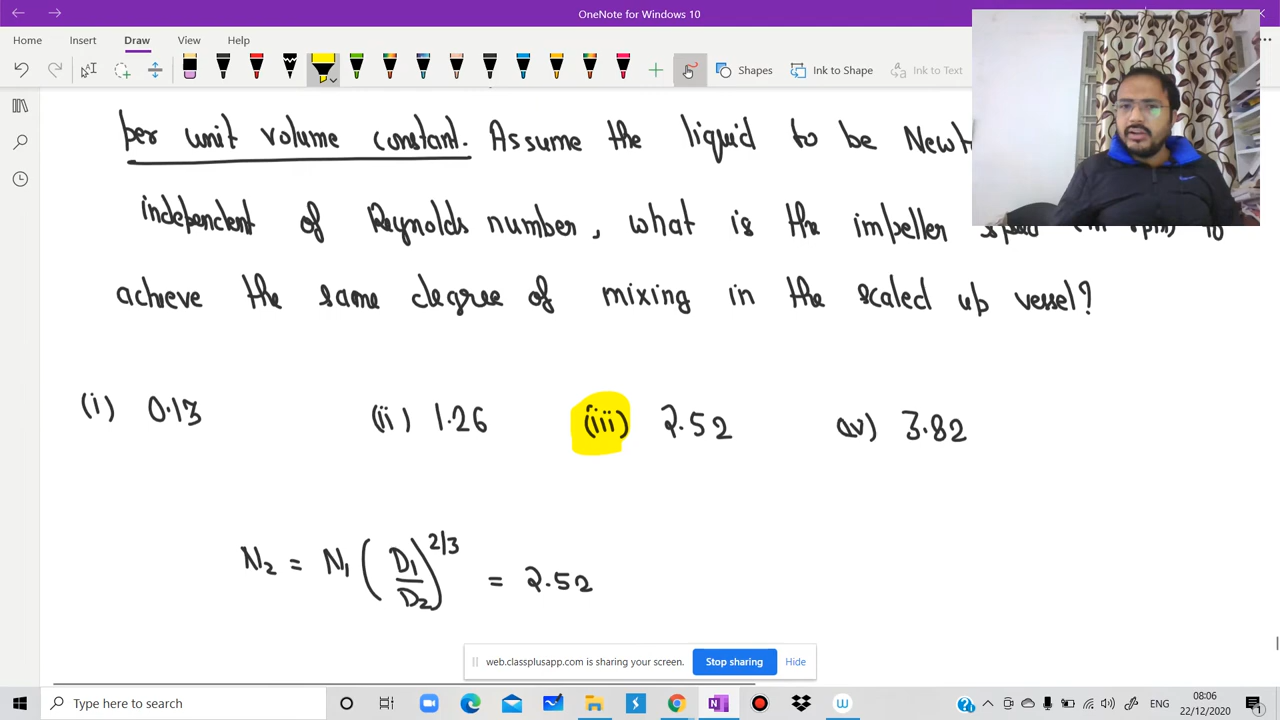 OneNote for Windows 10
Home Insert Draw View Help
Shapes Ink to Shape Ink to Text
per unit volume constant. Assume the liquid to be
independent of Reynolds number, what is the impeller
achieve the same degree of mixing in the scaled up vessel?
(i) 0.13 (ii) 1.26 (iii) 2.52 (iv) 3.82
N₂ = N₁ (D₁/D₂)^2/3 = 2.52
web.classplusapp.com is sharing your screen. Stop sharing Hide
Type here to search
ENG
08:06
22/12/2020